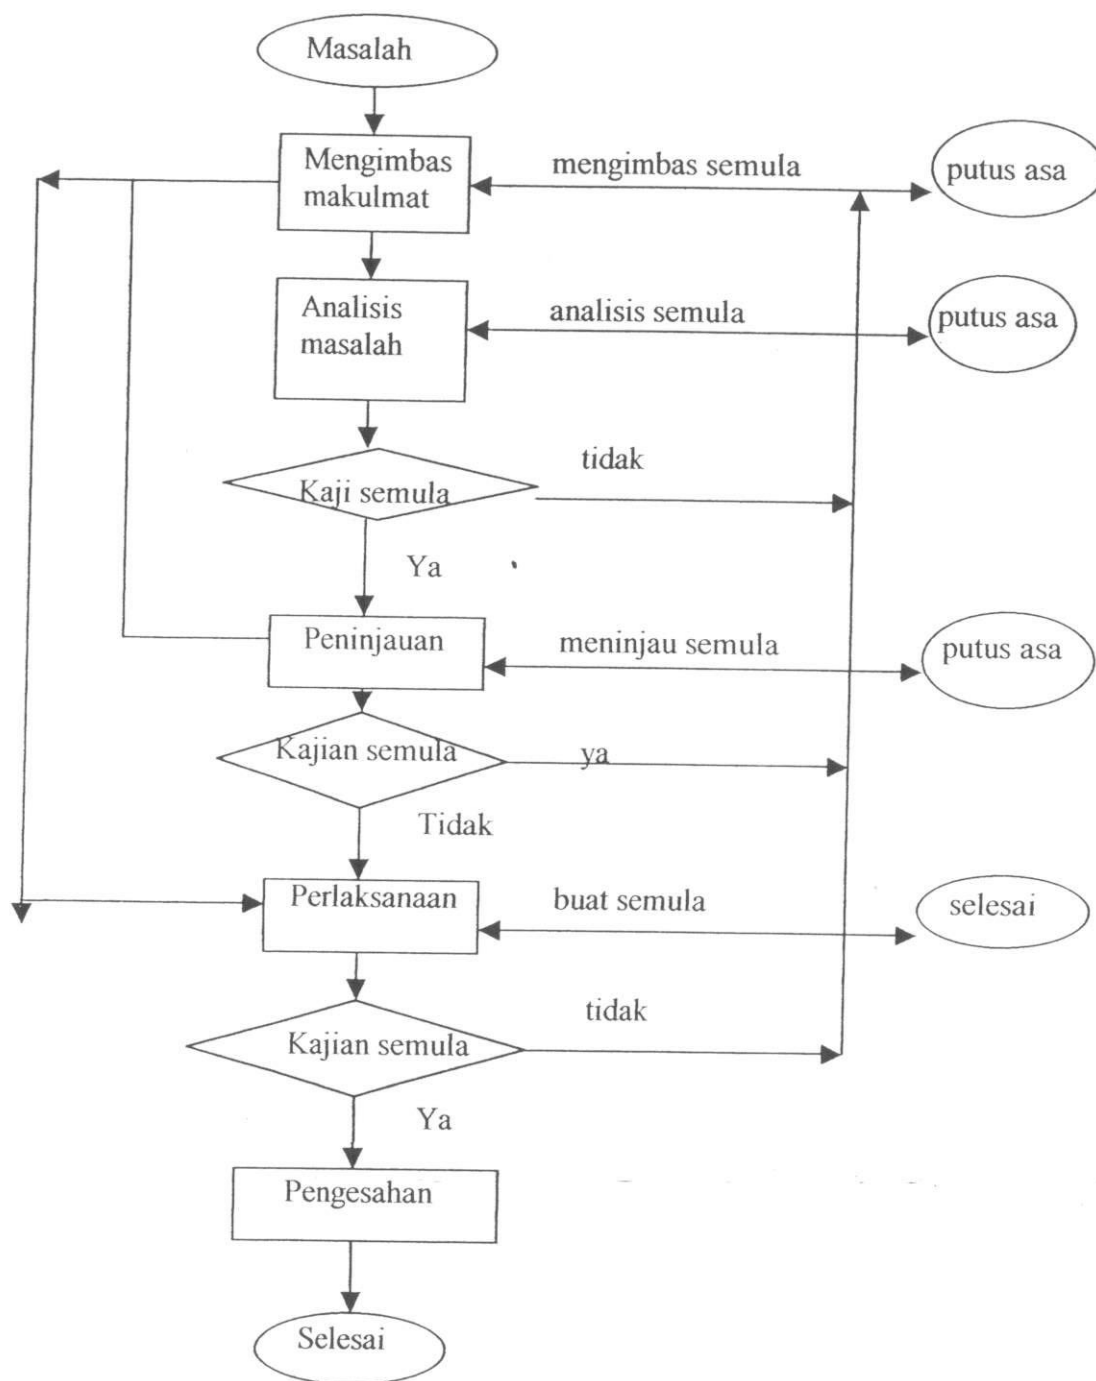 Masalah
Mengimbas
makulmat
mengimbas semula
putus asa
Analisis
masalah
analisis semula
putus asa
tidak
Kaji semula
Ya
Peninjauan
meninjau semula
putus asa
Kajian semula
ya
Tidak
Perlaksanaan
buat semula
selesai
tidak
Kajian semula
Ya
Pengesahan
Selesai